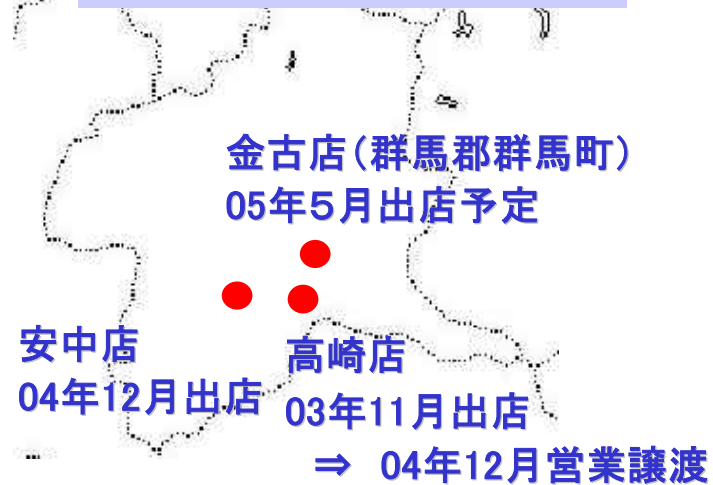 金古店(群馬郡群馬町)
05年5月出店予定
安中店
04年12月出店
高崎店
03年11月出店
⇒ 04年12月営業譲渡